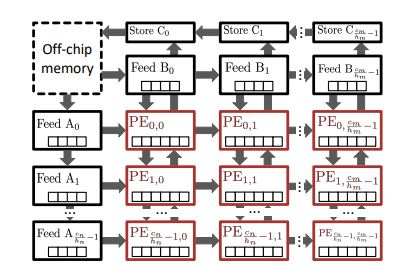 Off-chip
memory
Store C₀
Store C₁
Store C_{c_m/h_m −1}
Feed B₀
Feed B₁
Feed B_{c_m/h_m −1}
Feed A₀
PE₀,₀
PE₀,₁
PE_{0, c_m/h_m −1}
Feed A₁
PE₁,₀
PE₁,₁
PE_{1, c_m/h_m −1}
...
...
...
...
Feed A_{c_n/h_n −1}
PE_{c_n/h_n −1,0}
PE_{c_n/h_n −1,1}
PE_{c_n/h_n −1, c_m/h_m −1}